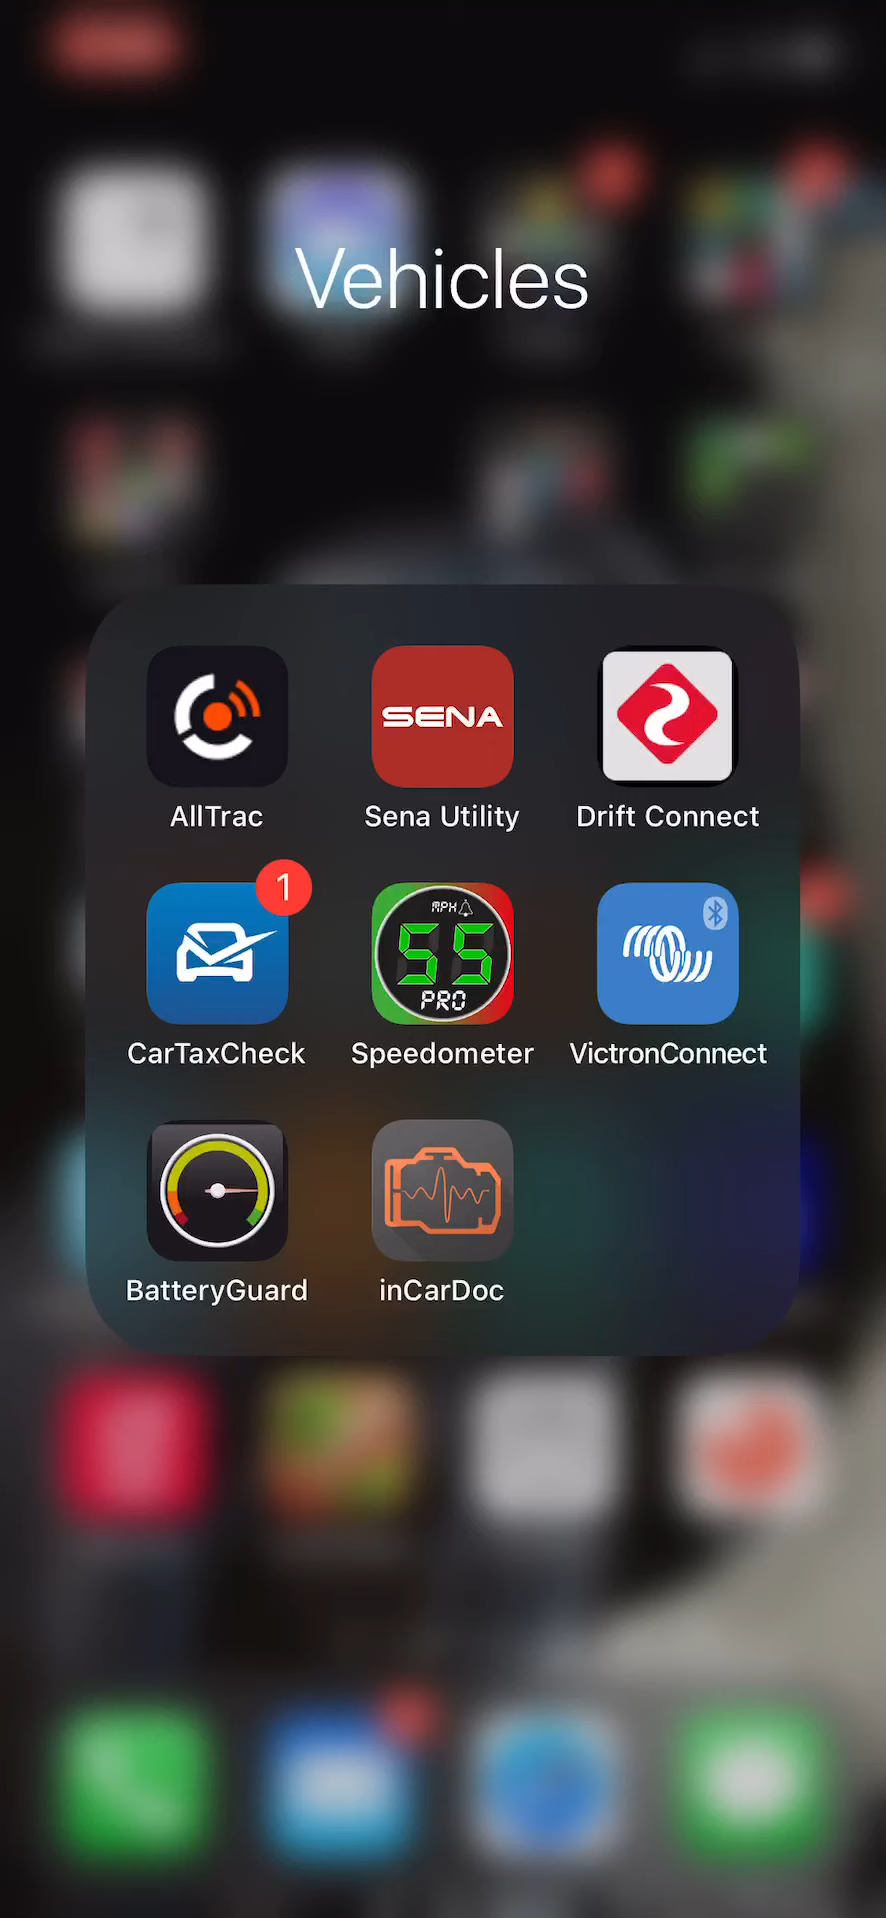 Vehicles
SENA
AllTrac
Sena Utility
Drift Connect
1
MPH
55
PRO
CarTaxCheck
Speedometer
VictronConnect
BatteryGuard
inCarDoc